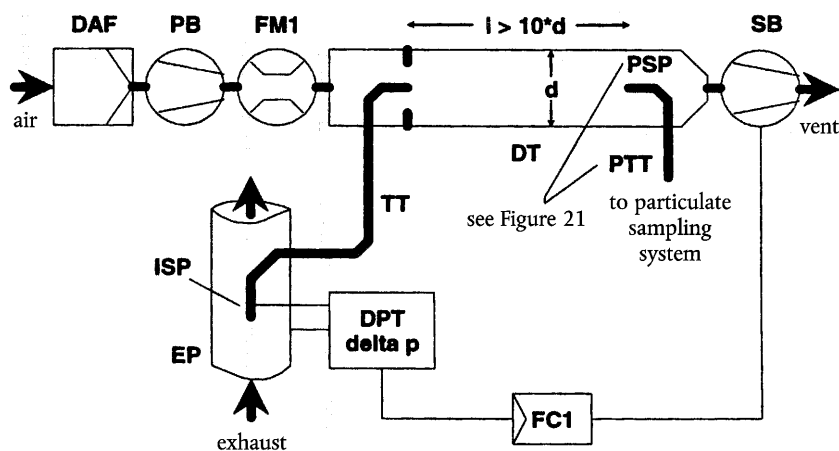 DAF
PB
FM1
l > 10*d
SB
air
d
PSP
vent
DT
PTT
TT
see Figure 21
to particulate
sampling
system
ISP
DPT
delta p
EP
FC1
exhaust